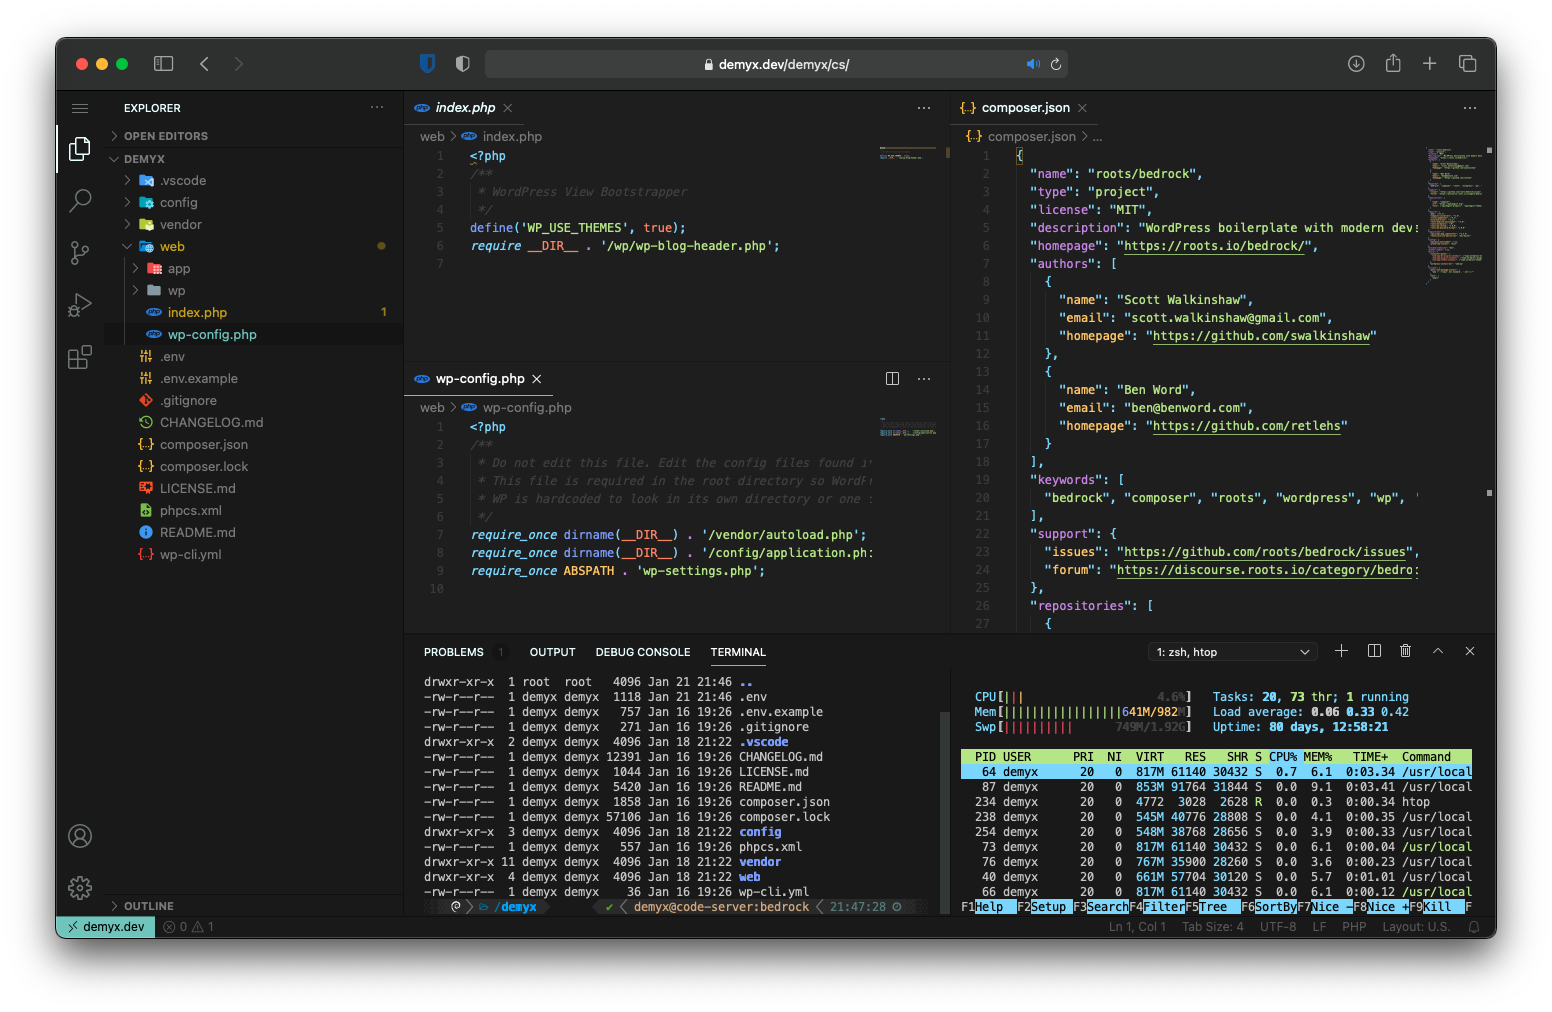 demyx.dev/demyx/cs/
EXPLORER
OPEN EDITORS
DEMYX
.vscode
config
vendor
web
app
wp
index.php 1
wp-config.php
.env
.env.example
.gitignore
CHANGELOG.md
composer.json
composer.lock
LICENSE.md
phpcs.xml
README.md
wp-cli.yml
OUTLINE
index.php
web > index.php
1 <?php
2 /**
3 * WordPress View Bootstrapper
4 */
5 define('WP_USE_THEMES', true);
6 require __DIR__ . '/wp/wp-blog-header.php';
7
wp-config.php
web > wp-config.php
1 <?php
2 /**
3 * Do not edit this file. Edit the config files found
4 * This file is required in the root directory so
5 * WP is hardcoded to look in its own directory or one
6 */
7 require_once dirname(__DIR__) . '/vendor/autoload.php';
8 require_once dirname(__DIR__) . '/config/application.ph
9 require_once ABSPATH . 'wp-settings.php';
10
composer.json
{..} composer.json > ...
1 {
2 "name": "roots/bedrock",
3 "type": "project",
4 "license": "MIT",
5 "description": "WordPress boilerplate with modern dev
6 "homepage": "https://roots.io/bedrock/",
7 "authors": [
8 {
9 "name": "Scott Walkinshaw",
10 "email": "scott.walkinshaw@gmail.com",
11 "homepage": "https://github.com/swalkinshaw"
12 },
13 {
14 "name": "Ben Word",
15 "email": "ben@benword.com",
16 "homepage": "https://github.com/retlehs"
17 }
18 ],
19 "keywords": [
20 "bedrock", "composer", "roots", "wordpress", "wp", "
21 ],
22 "support": {
23 "issues": "https://github.com/roots/bedrock/issues",
24 "forum": "https://discourse.roots.io/category/bedro
25 },
26 "repositories": [
27 {
PROBLEMS 1 OUTPUT DEBUG CONSOLE TERMINAL
1: zsh, htop
drwxr-xr-x 1 root root 4096 Jan 21 21:46 ..
-rw-r--r-- 1 demyx demyx 1118 Jan 21 21:46 .env
-rw-r--r-- 1 demyx demyx 757 Jan 16 19:26 .env.example
-rw-r--r-- 1 demyx demyx 271 Jan 16 19:26 .gitignore
drwxr-xr-x 2 demyx demyx 4096 Jan 18 21:22 .vscode
-rw-r--r-- 1 demyx demyx 12391 Jan 16 19:26 CHANGELOG.md
-rw-r--r-- 1 demyx demyx 1044 Jan 16 19:26 LICENSE.md
-rw-r--r-- 1 demyx demyx 5420 Jan 16 19:26 README.md
-rw-r--r-- 1 demyx demyx 1858 Jan 16 19:26 composer.json
-rw-r--r-- 1 demyx demyx 57106 Jan 16 19:26 composer.lock
drwxr-xr-x 3 demyx demyx 4096 Jan 18 21:22 config
-rw-r--r-- 1 demyx demyx 557 Jan 16 19:26 phpcs.xml
drwxr-xr-x 11 demyx demyx 4096 Jan 18 21:22 vendor
drwxr-xr-x 4 demyx demyx 4096 Jan 18 21:22 web
-rw-r--r-- 1 demyx demyx 36 Jan 16 19:26 wp-cli.yml
/demyx ✔ demyx@code-server:bedrock 21:47:28
CPU[||| 4.6%] Tasks: 20, 73 thr; 1 running
Mem[|||||||||||||||||641M/982M] Load average: 0.06 0.33 0.42
Swp[|||||||||| 749M/1.92G] Uptime: 80 days, 12:58:21
PID USER PRI NI VIRT RES SHR S CPU% MEM% TIME+ Command
64 demyx 20 0 817M 61140 30432 S 0.7 6.1 0:03.34 /usr/local
87 demyx 20 0 853M 91764 31844 S 0.0 9.1 0:03.41 /usr/local
234 demyx 20 0 4772 3028 2628 R 0.0 0.3 0:00.34 htop
238 demyx 20 0 545M 40776 28808 S 0.0 4.1 0:00.35 /usr/local
254 demyx 20 0 548M 38768 28656 S 0.0 3.9 0:00.33 /usr/local
73 demyx 20 0 817M 61140 30432 S 0.0 6.1 0:00.04 /usr/local
76 demyx 20 0 767M 35900 28260 S 0.0 3.6 0:00.23 /usr/local
40 demyx 20 0 661M 57704 30120 S 0.0 5.7 0:01.01 /usr/local
66 demyx 20 0 817M 61140 30432 S 0.0 6.1 0:00.12 /usr/local
F1Help F2Setup F3SearchF4FilterF5Tree F6SortByF7Nice -F8Nice +F9Kill F
demyx.dev 0 1 Ln 1, Col 1 Tab Size: 4 UTF-8 LF PHP Layout: U.S.